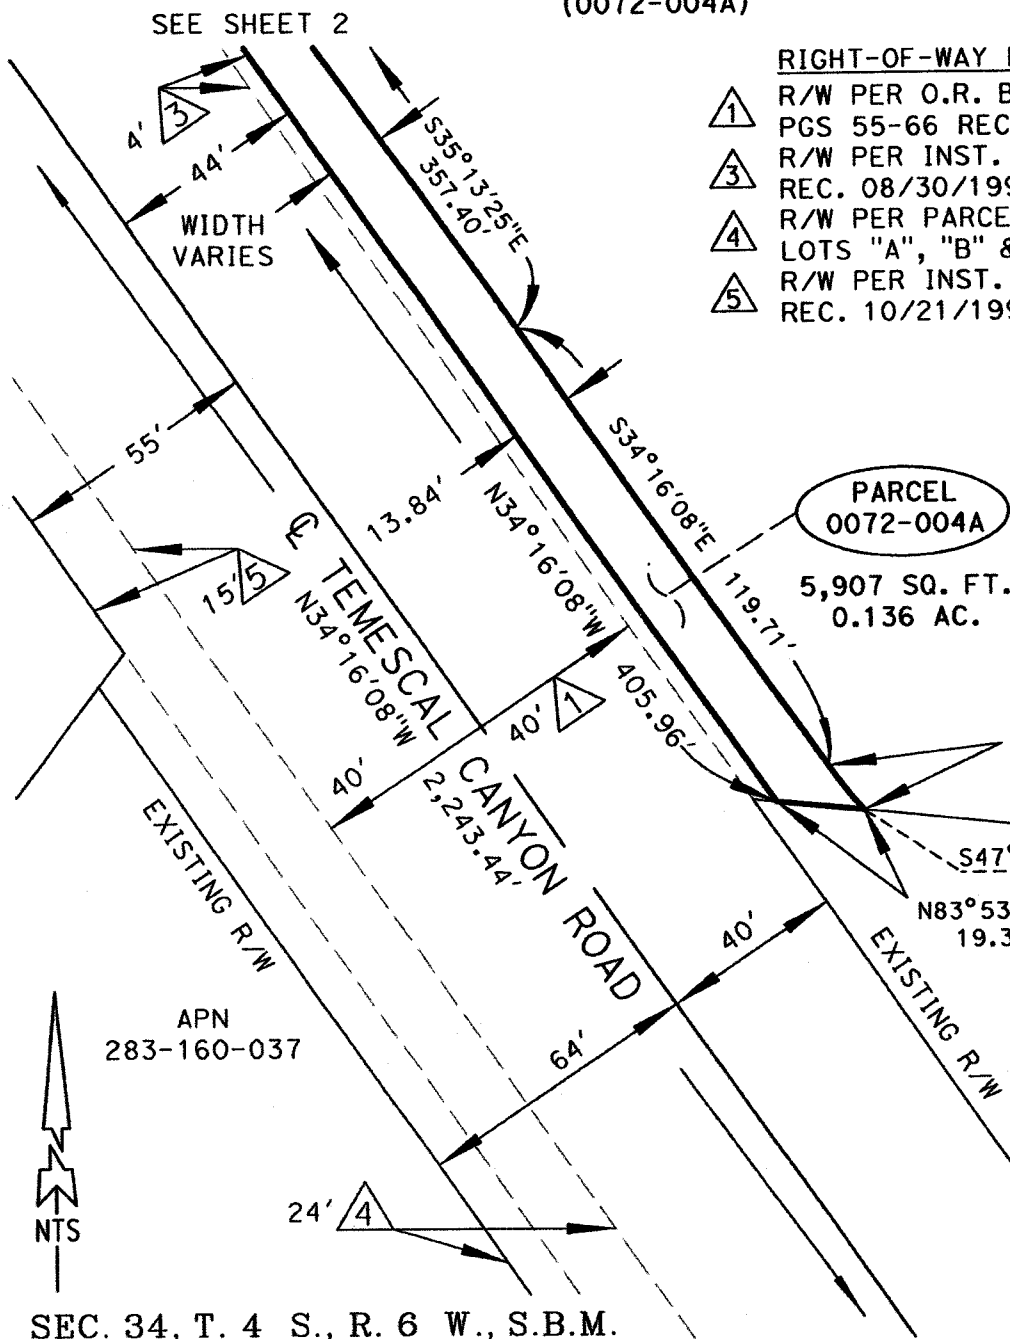 (0072-004A)
SEE SHEET 2
RIGHT-OF-WAY
1 R/W PER O.R.
PGS 55-66 REC
3 R/W PER INST.
REC. 08/30/199
4 R/W PER PARCE
LOTS "A", "B" &
5 R/W PER INST.
REC. 10/21/199
4' 3
44'
WIDTH
VARIES
S35°13'25"E
357.40'
55'
13.84'
S34°16'08"E
119.71'
N34°16'08"W
405.96'
PARCEL
0072-004A
5,907 SQ. FT.
0.136 AC.
15' 5
℄ TEMESCAL CANYON ROAD
N34°16'08"W
2,243.44'
40'
40' 1
S47°
N83°53
19.3
EXISTING R/W
40'
EXISTING R/W
64'
APN
283-160-037
24' 4
NTS
SEC. 34, T. 4 S., R. 6 W., S.B.M.